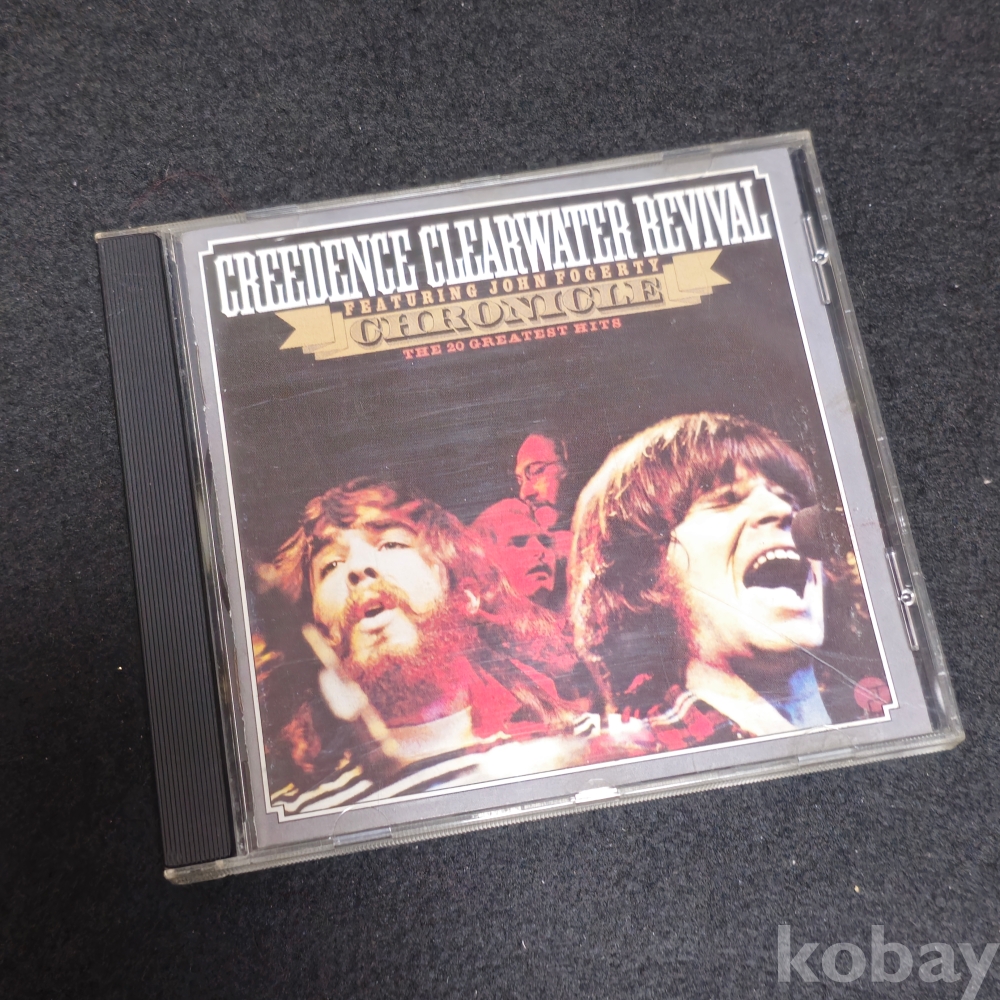 CREEDENCE CLEARWATER REVIVAL
FEATURING JOHN FOGERTY
CHRONICLE
THE 20 GREATEST HITS
kobay